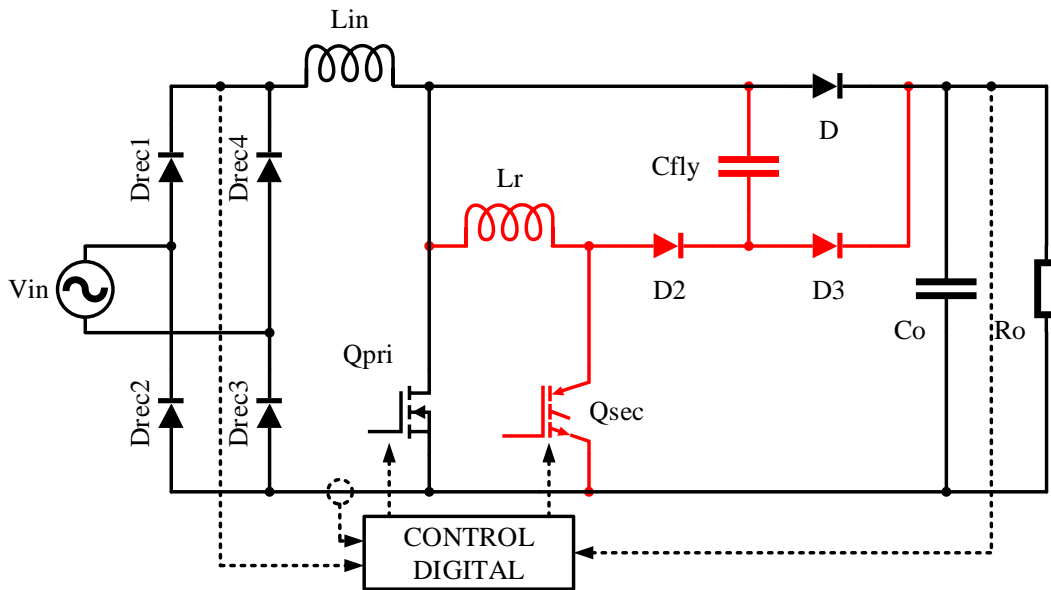 Lin
Drec1
Drec4
D
Cfly
Lr
Vin
D2
D3
Co
Ro
Qpri
Drec2
Drec3
Qsec
CONTROL
DIGITAL